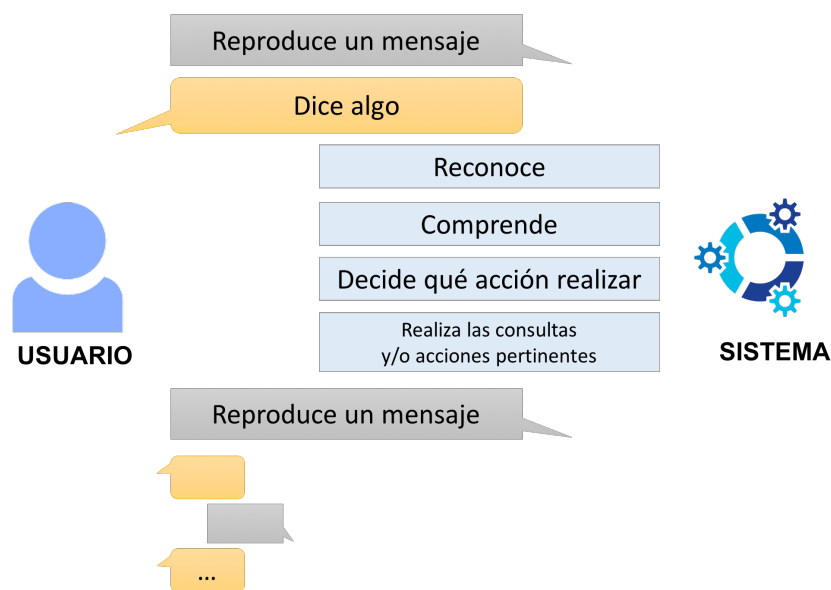 Reproduce un mensaje
Dice algo
Reconoce
Comprende
Decide qué acción realizar
Realiza las consultas
y/o acciones pertinentes
USUARIO
SISTEMA
Reproduce un mensaje
...